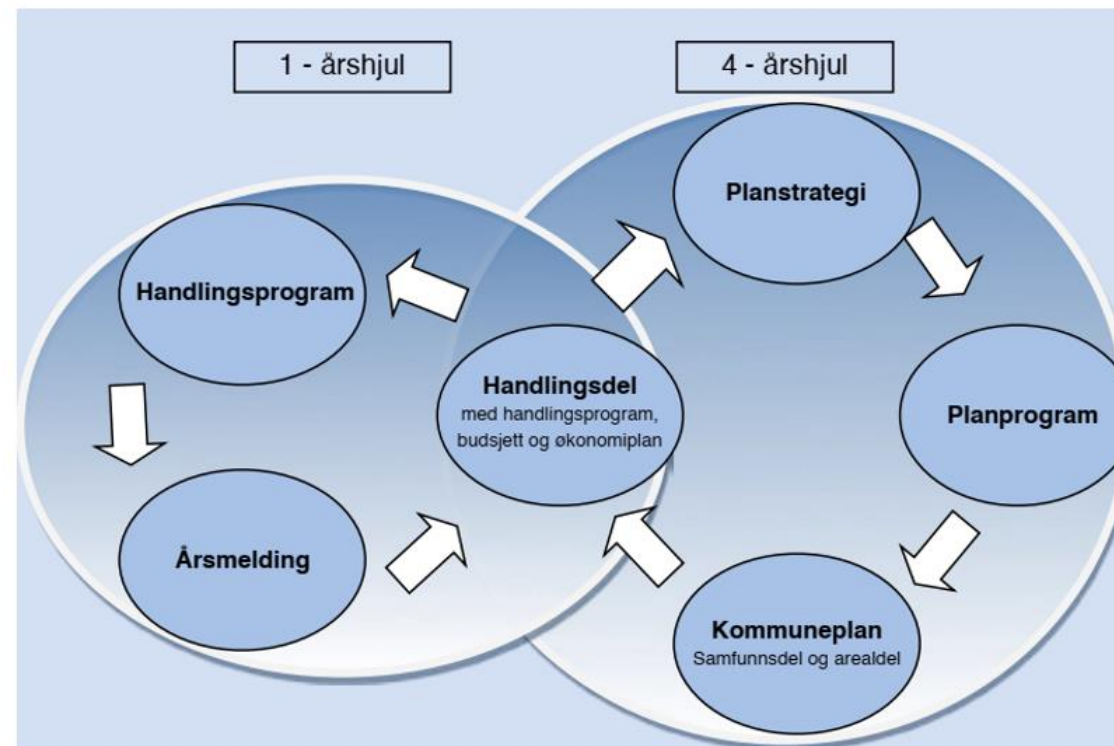 1 - årshjul
4 - årshjul
Planstrategi
Handlingsprogram
Handlingsdel
med handlingsprogram,
budsjett og økonomiplan
Planprogram
Årsmelding
Kommuneplan
Samfunnsdel og arealdel